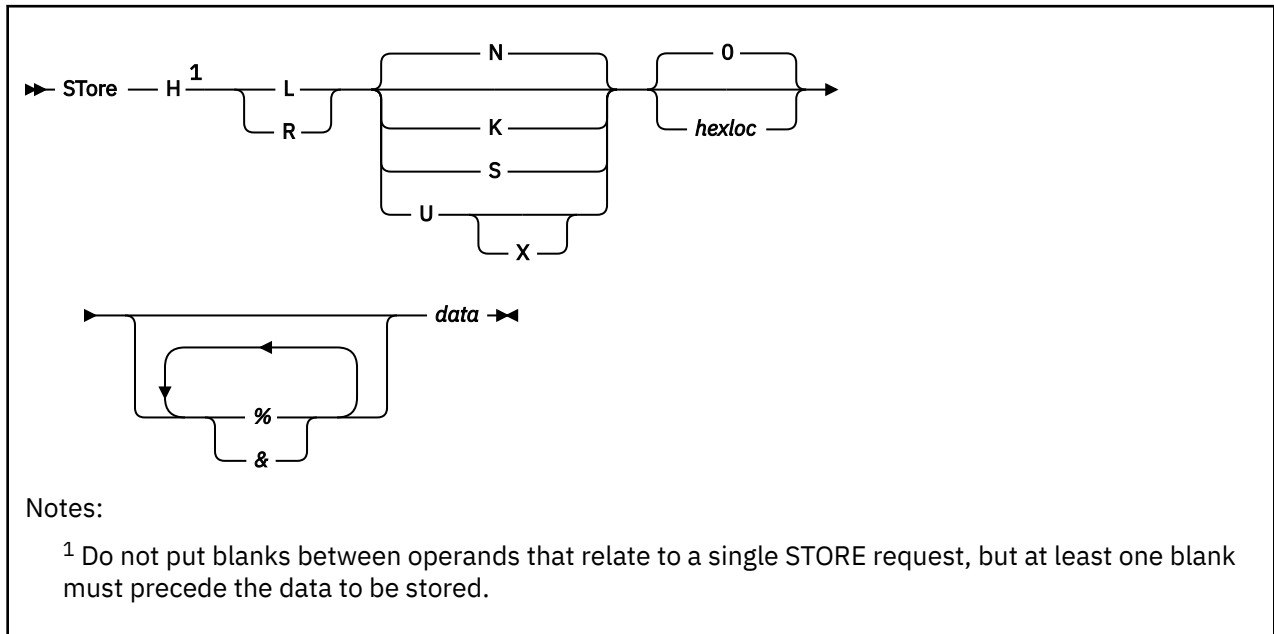 N 0
STore H 1 L
R K hexloc
S
U
X
data
%
&
Notes:
1 Do not put blanks between operands that relate to a single STORE request, but at least one blank
must precede the data to be stored.